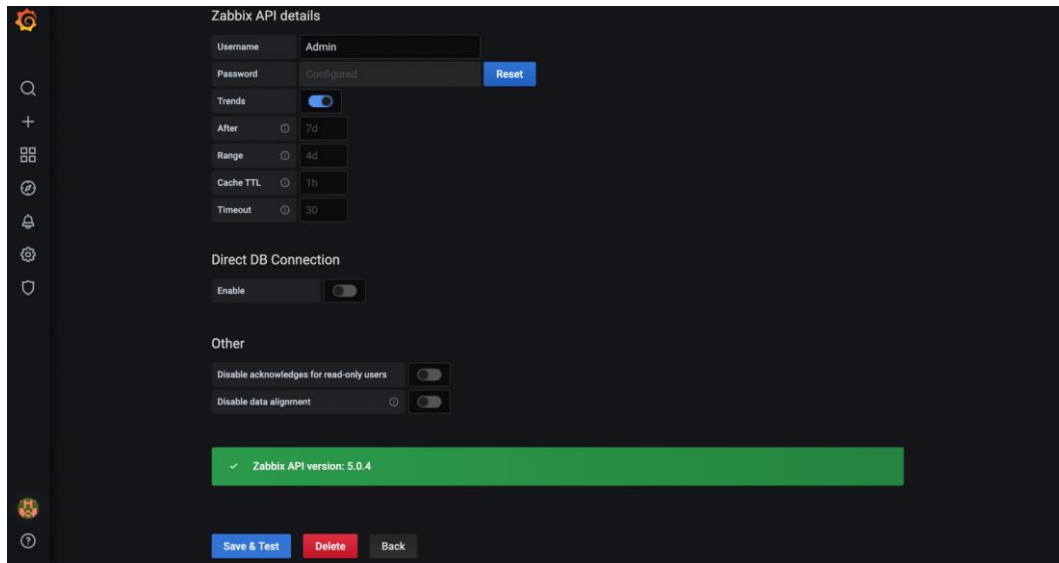 Zabbix API details
Username Admin
Password Configured Reset
Trends
After 7d
Range 4d
Cache TTL 1h
Timeout 30
Direct DB Connection
Enable
Other
Disable acknowledges for read-only users
Disable data alignment
Zabbix API version: 5.0.4
Save & Test Delete Back